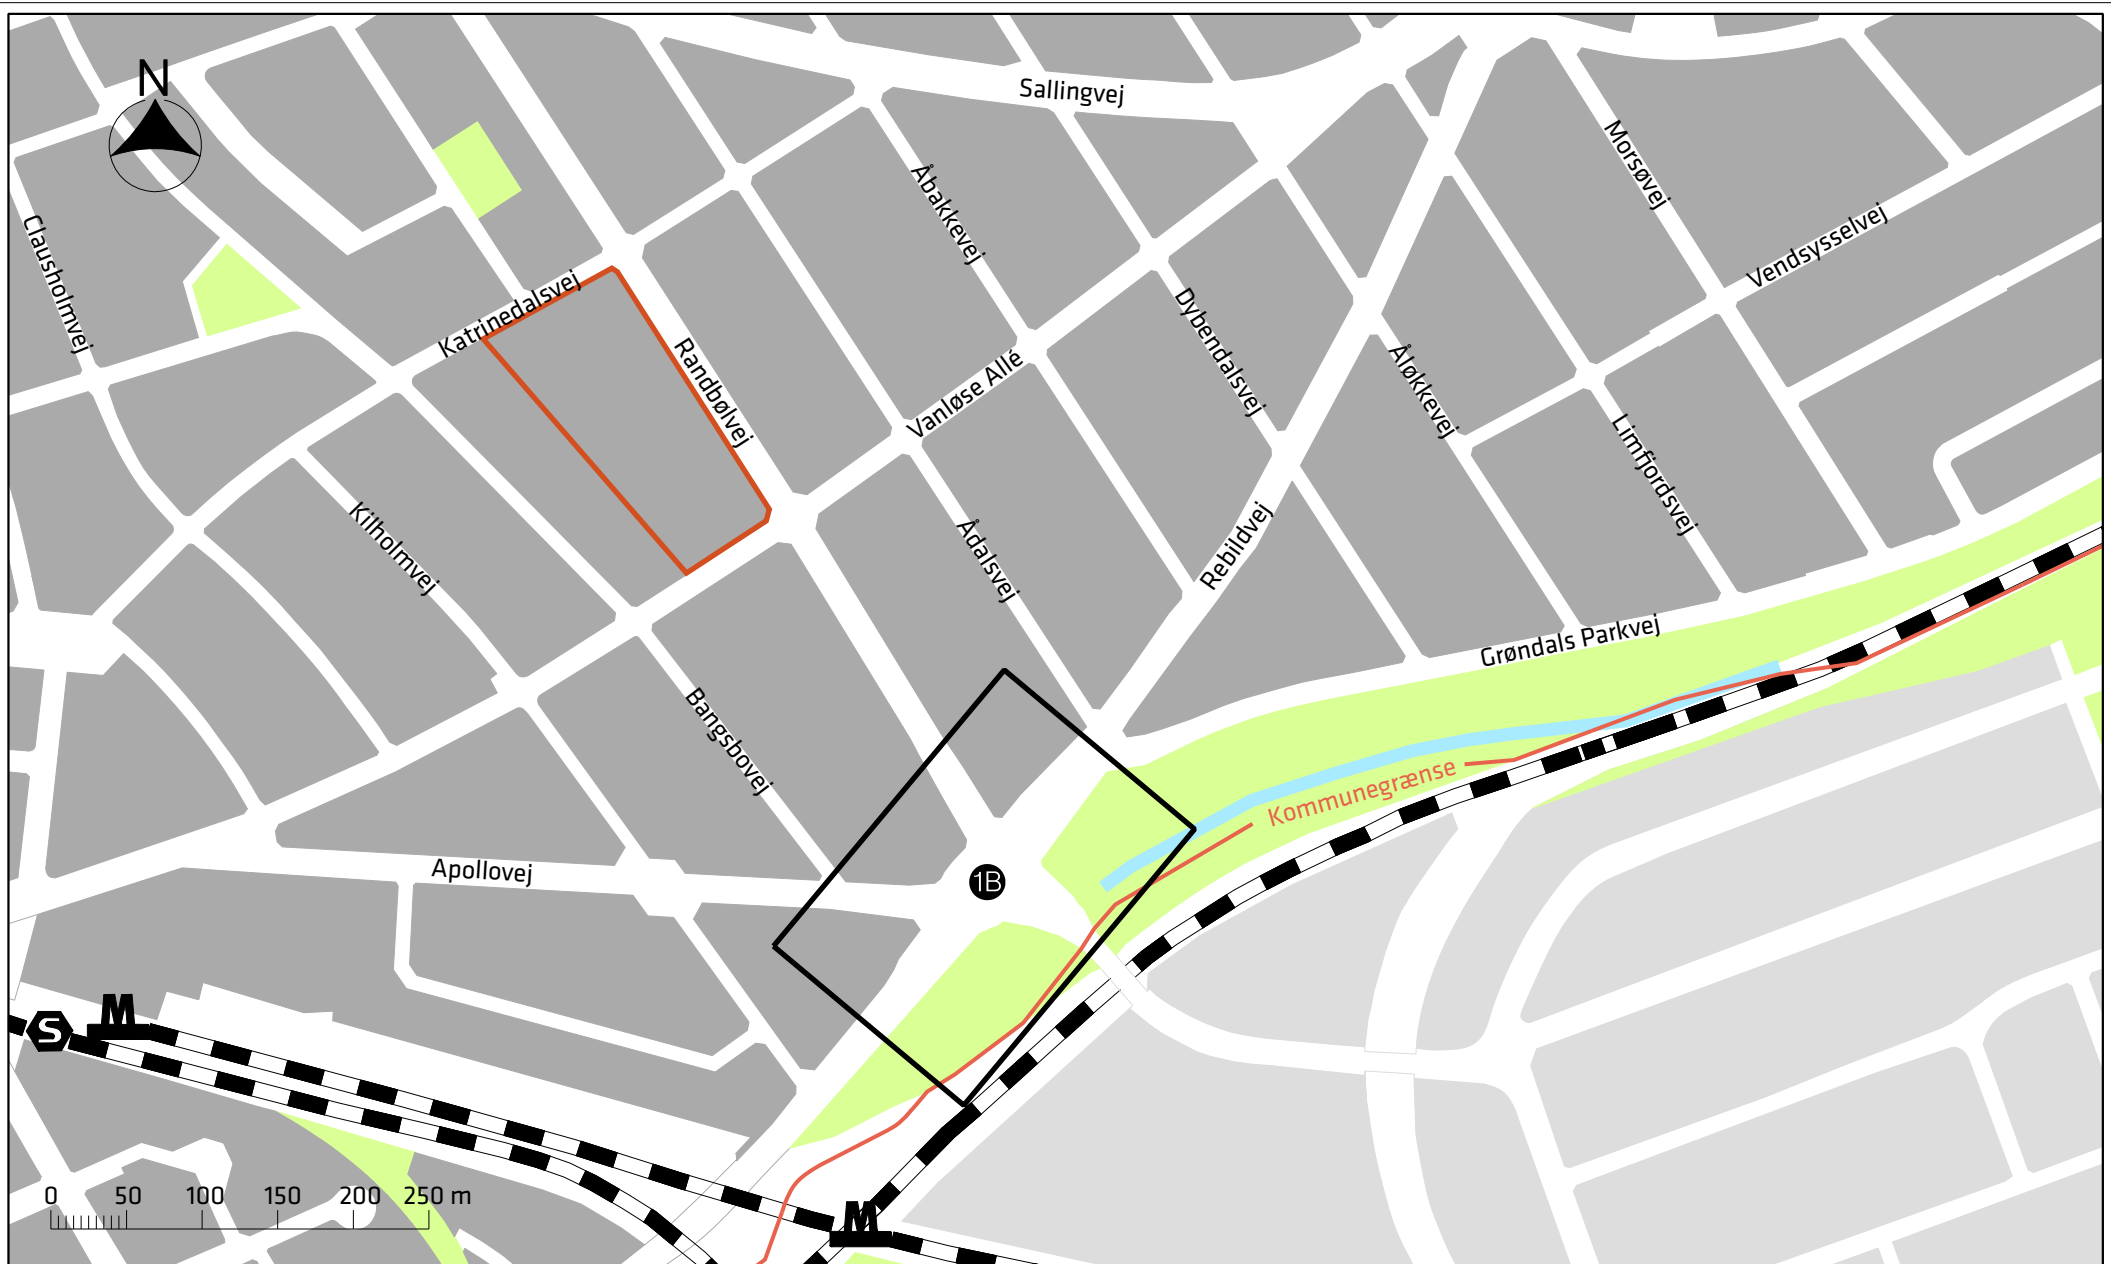 N
Sallingvej
Morsøvej
Åbakkevej
Clausholmvej
Vendsysselvej
Katrinedalsvej
Randbølvej
Dybendalsvej
Vanløse Allé
Åløkkevej
Limfjordsvej
Kilholmvej
Ådalsvej
Rebildvej
Grøndals Parkvej
Bangsbovej
Kommunegrænse
Apollovej
1B
M
S
0 50 100 150 200 250 m
M